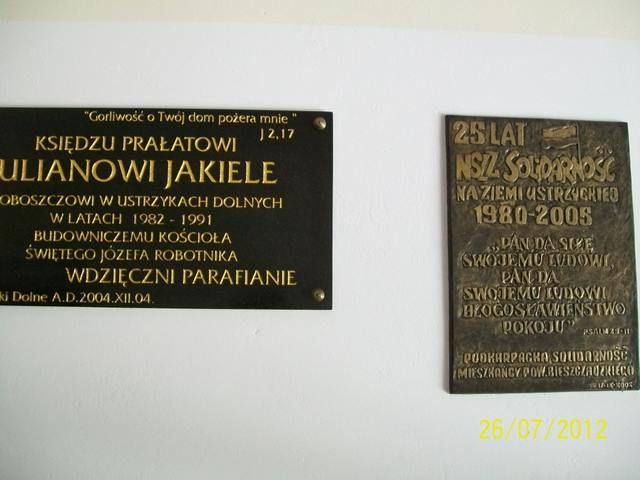 "Gorliwość o Twój dom pożera mnie "
J 2,17
KSIĘDZU PRAŁATOWI
ULIANOWI JAKIELE
OBOSZCZOWI W USTRZYKACH DOLNYCH
W LATACH 1982 - 1991
BUDOWNICZEMU KOŚCIOŁA
ŚWIĘTEGO JÓZEFA ROBOTNIKA
WDZIĘCZNI PARAFIANIE
ki Dolne A.D.2004.XII.04.
25 LAT
NSZZ SOLIDARNOŚĆ
NA ZIEMI USTRZYCKIEJ
1980-2005
„PAN DA SIŁĘ
SWOJEMU LUDOWI,
PAN DA
SWOJEMU LUDOWI
BŁOGOSŁAWIEŃSTWO
POKOJU"
PSALM
PODKARPACKA SOLIDARNOŚĆ
MIESZKAŃCY POW. BIESZCZADZKIEGO
26/07/2012